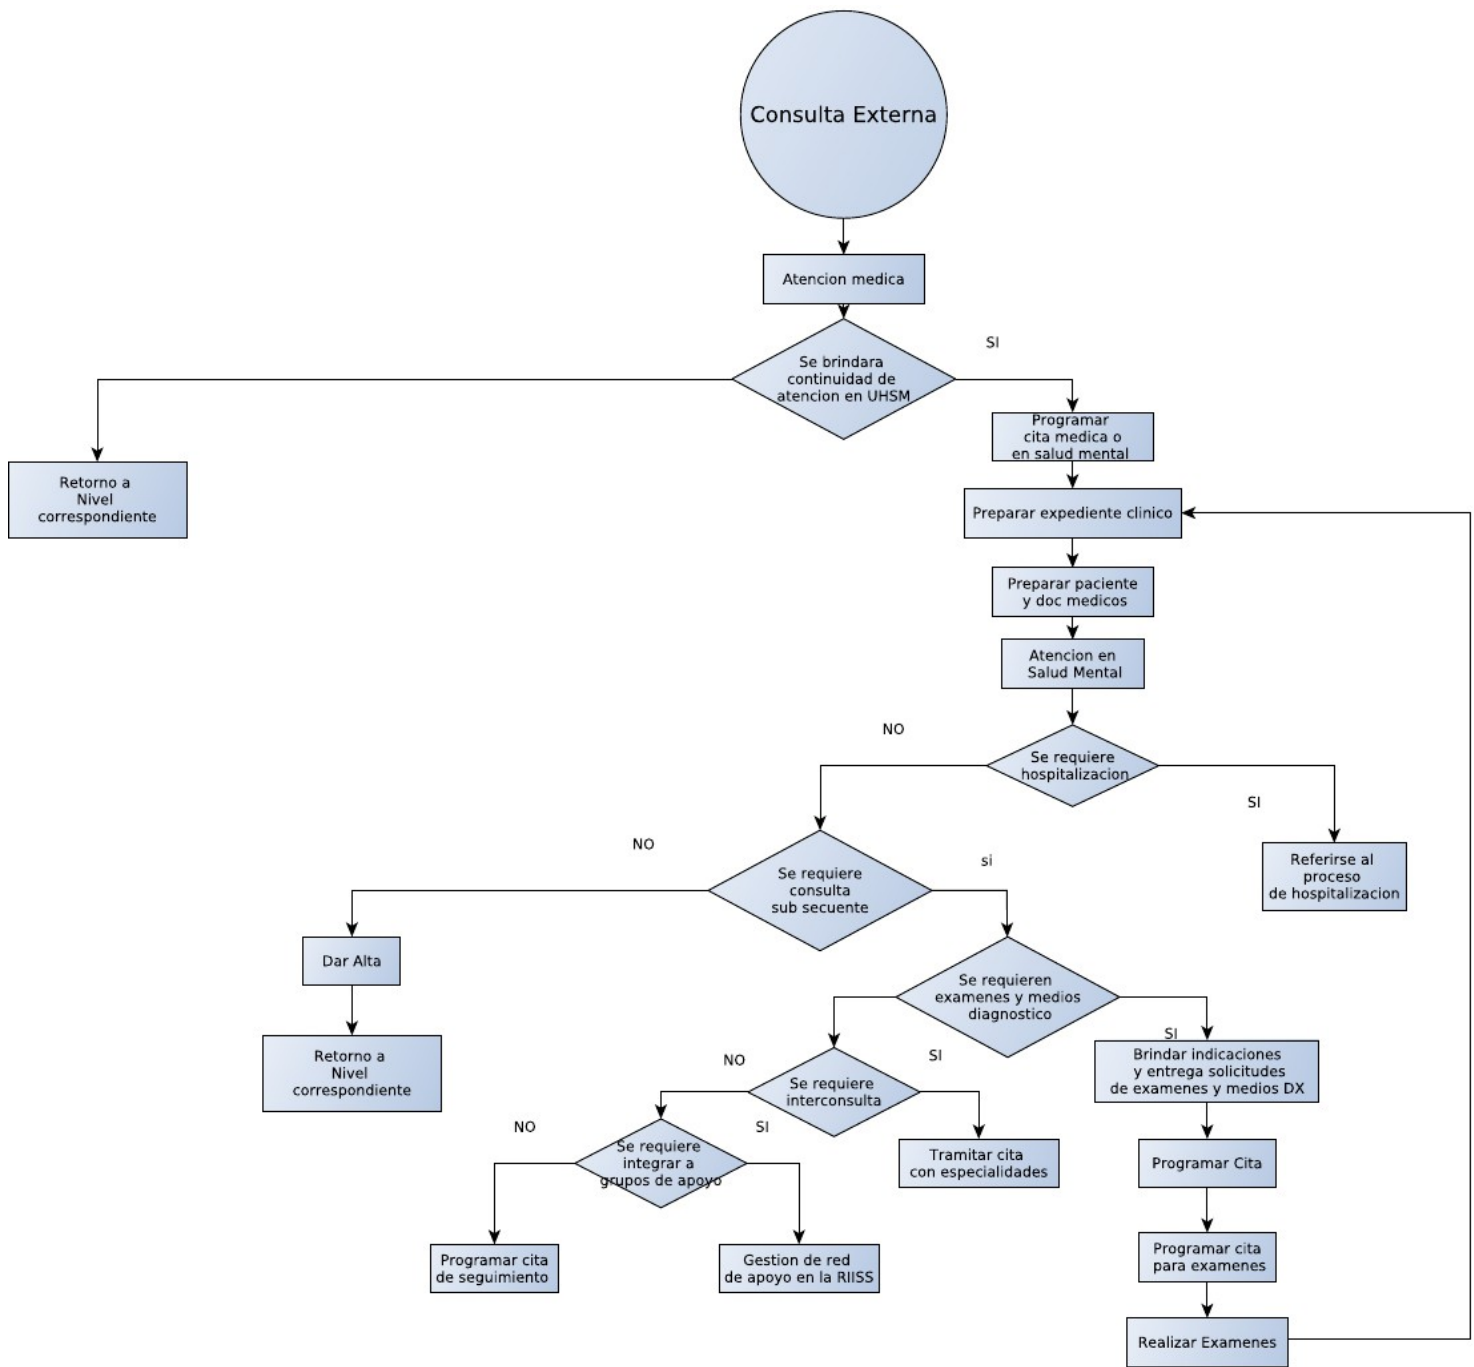 Consulta Externa
Atencion medica
SI
Se brindara
continuidad de
atencion en UHSM
Programar
cita medica o
en salud mental
Retorno a
Nivel
correspondiente
Preparar expediente clinico
Preparar paciente
y doc medicos
Atencion en
Salud Mental
NO
Se requiere
hospitalizacion
SI
NO
si
Se requiere
consulta
sub secuente
Referirse al
proceso
de hospitalizacion
Dar Alta
Se requieren
examenes y medios
diagnostico
SI
Retorno a
Nivel
correspondiente
NO
SI
Brindar indicaciones
y entrega solicitudes
de examenes y medios DX
Se requiere
interconsulta
NO
SI
Se requiere
integrar a
grupos de apoyo
Tramitar cita
con especialidades
Programar Cita
Programar cita
de seguimiento
Gestion de red
de apoyo en la RIISS
Programar cita
para examenes
Realizar Examenes